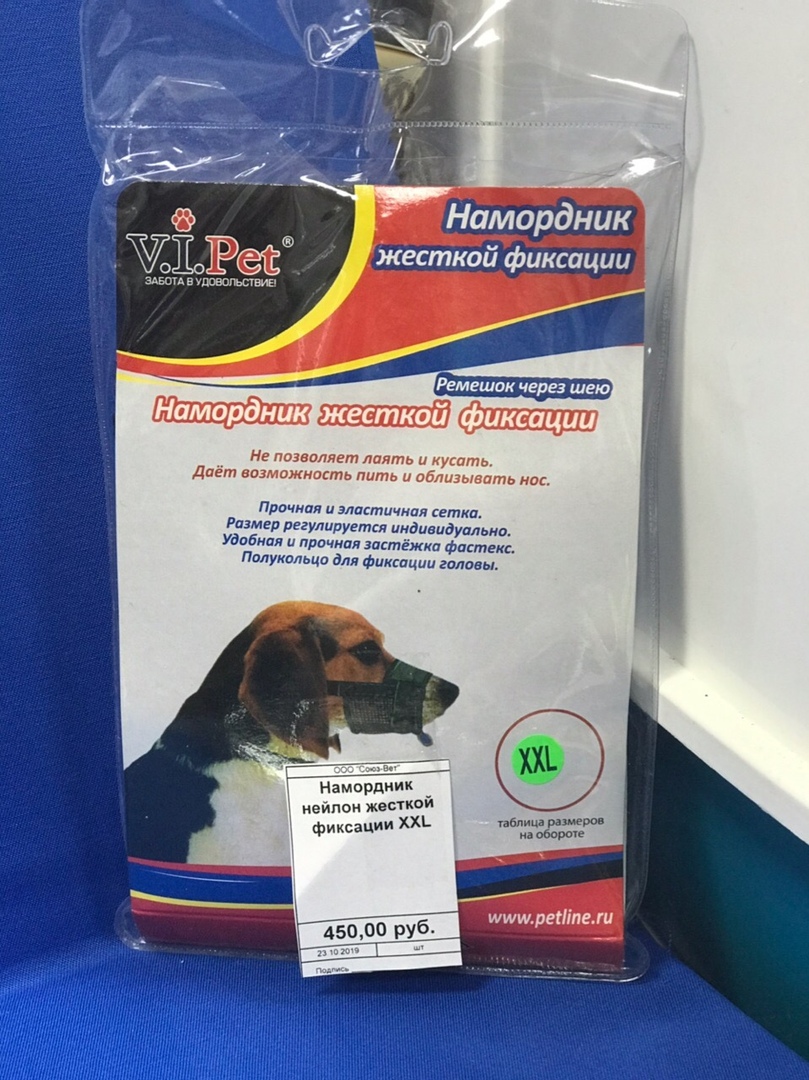 V.I.Pet®
ЗАБОТА В УДОВОЛЬСТВИЕ!
Намордник
жесткой фиксации
Ремешок через шею
Намордник жесткой фиксации
Не позволяет лаять и кусать.
Даёт возможность пить и облизывать нос.
Прочная и эластичная сетка.
Размер регулируется индивидуально.
Удобная и прочная застёжка фастекс.
Полукольцо для фиксации головы.
XXL
таблица размеров
на обороте
ООО "Союз-Вет"
Намордник
нейлон жесткой
фиксации XXL
450,00 руб.
23.10.2019 шт
Подпись
www.petline.ru